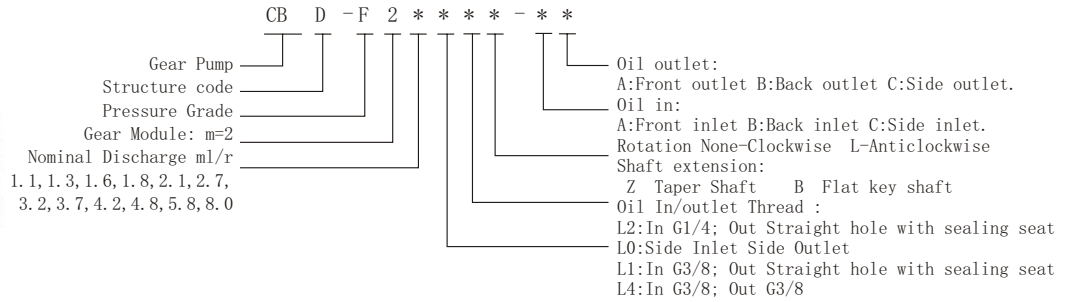 CB D -F 2 * * * * - * *
Gear Pump
Structure code
Pressure Grade
Gear Module: m=2
Nominal Discharge ml/r
1.1,1.3,1.6,1.8,2.1,2.7,
3.2,3.7,4.2,4.8,5.8,8.0
Oil outlet:
A:Front outlet B:Back outlet C:Side outlet.
Oil in:
A:Front inlet B:Back inlet C:Side inlet.
Rotation None-Clockwise L-Anticlockwise
Shaft extension:
Z Taper Shaft B Flat key shaft
Oil In/outlet Thread :
L2:In G1/4; Out Straight hole with sealing seat
L0:Side Inlet Side Outlet
L1:In G3/8; Out Straight hole with sealing seat
L4:In G3/8; Out G3/8